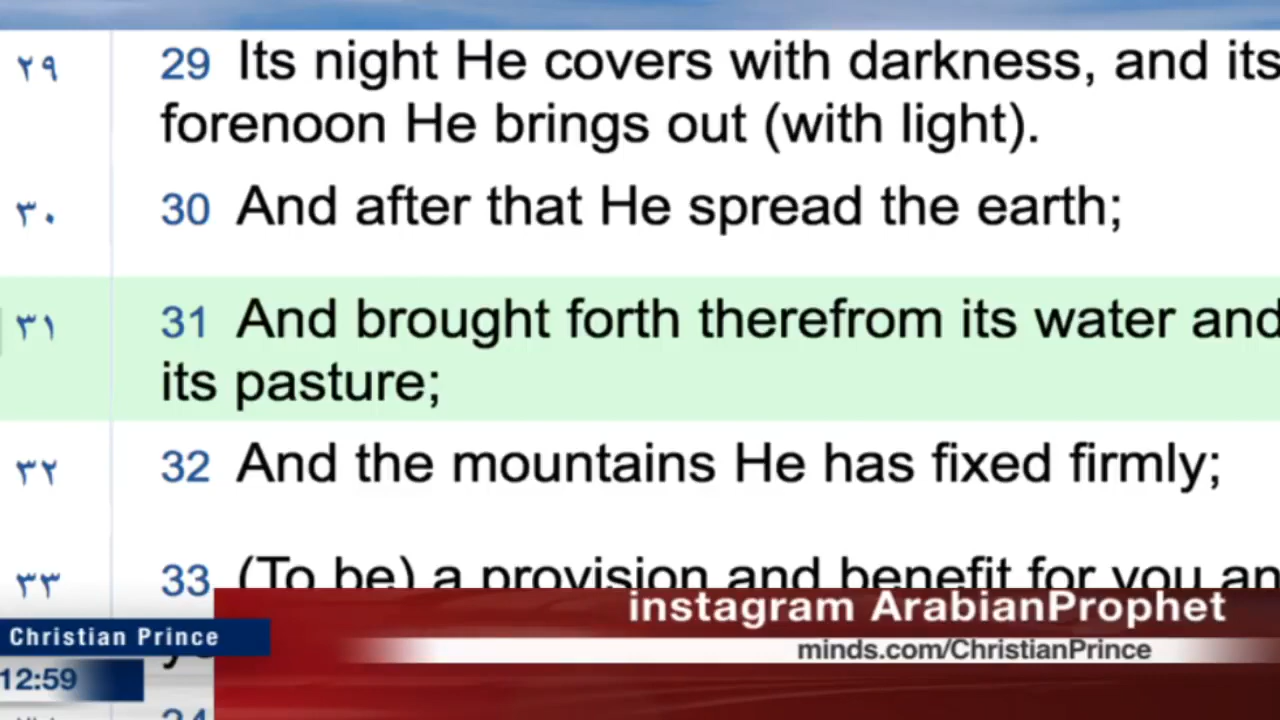 ٢٩ 29 Its night He covers with darkness, and its
forenoon He brings out (with light).
٣٠ 30 And after that He spread the earth;
٣١ 31 And brought forth therefrom its water and
its pasture;
٣٢ 32 And the mountains He has fixed firmly;
٣٣ 33 (To be) a provision and benefit for you an
instagram ArabianProphet
Christian Prince
minds.com/ChristianPrince
12:59